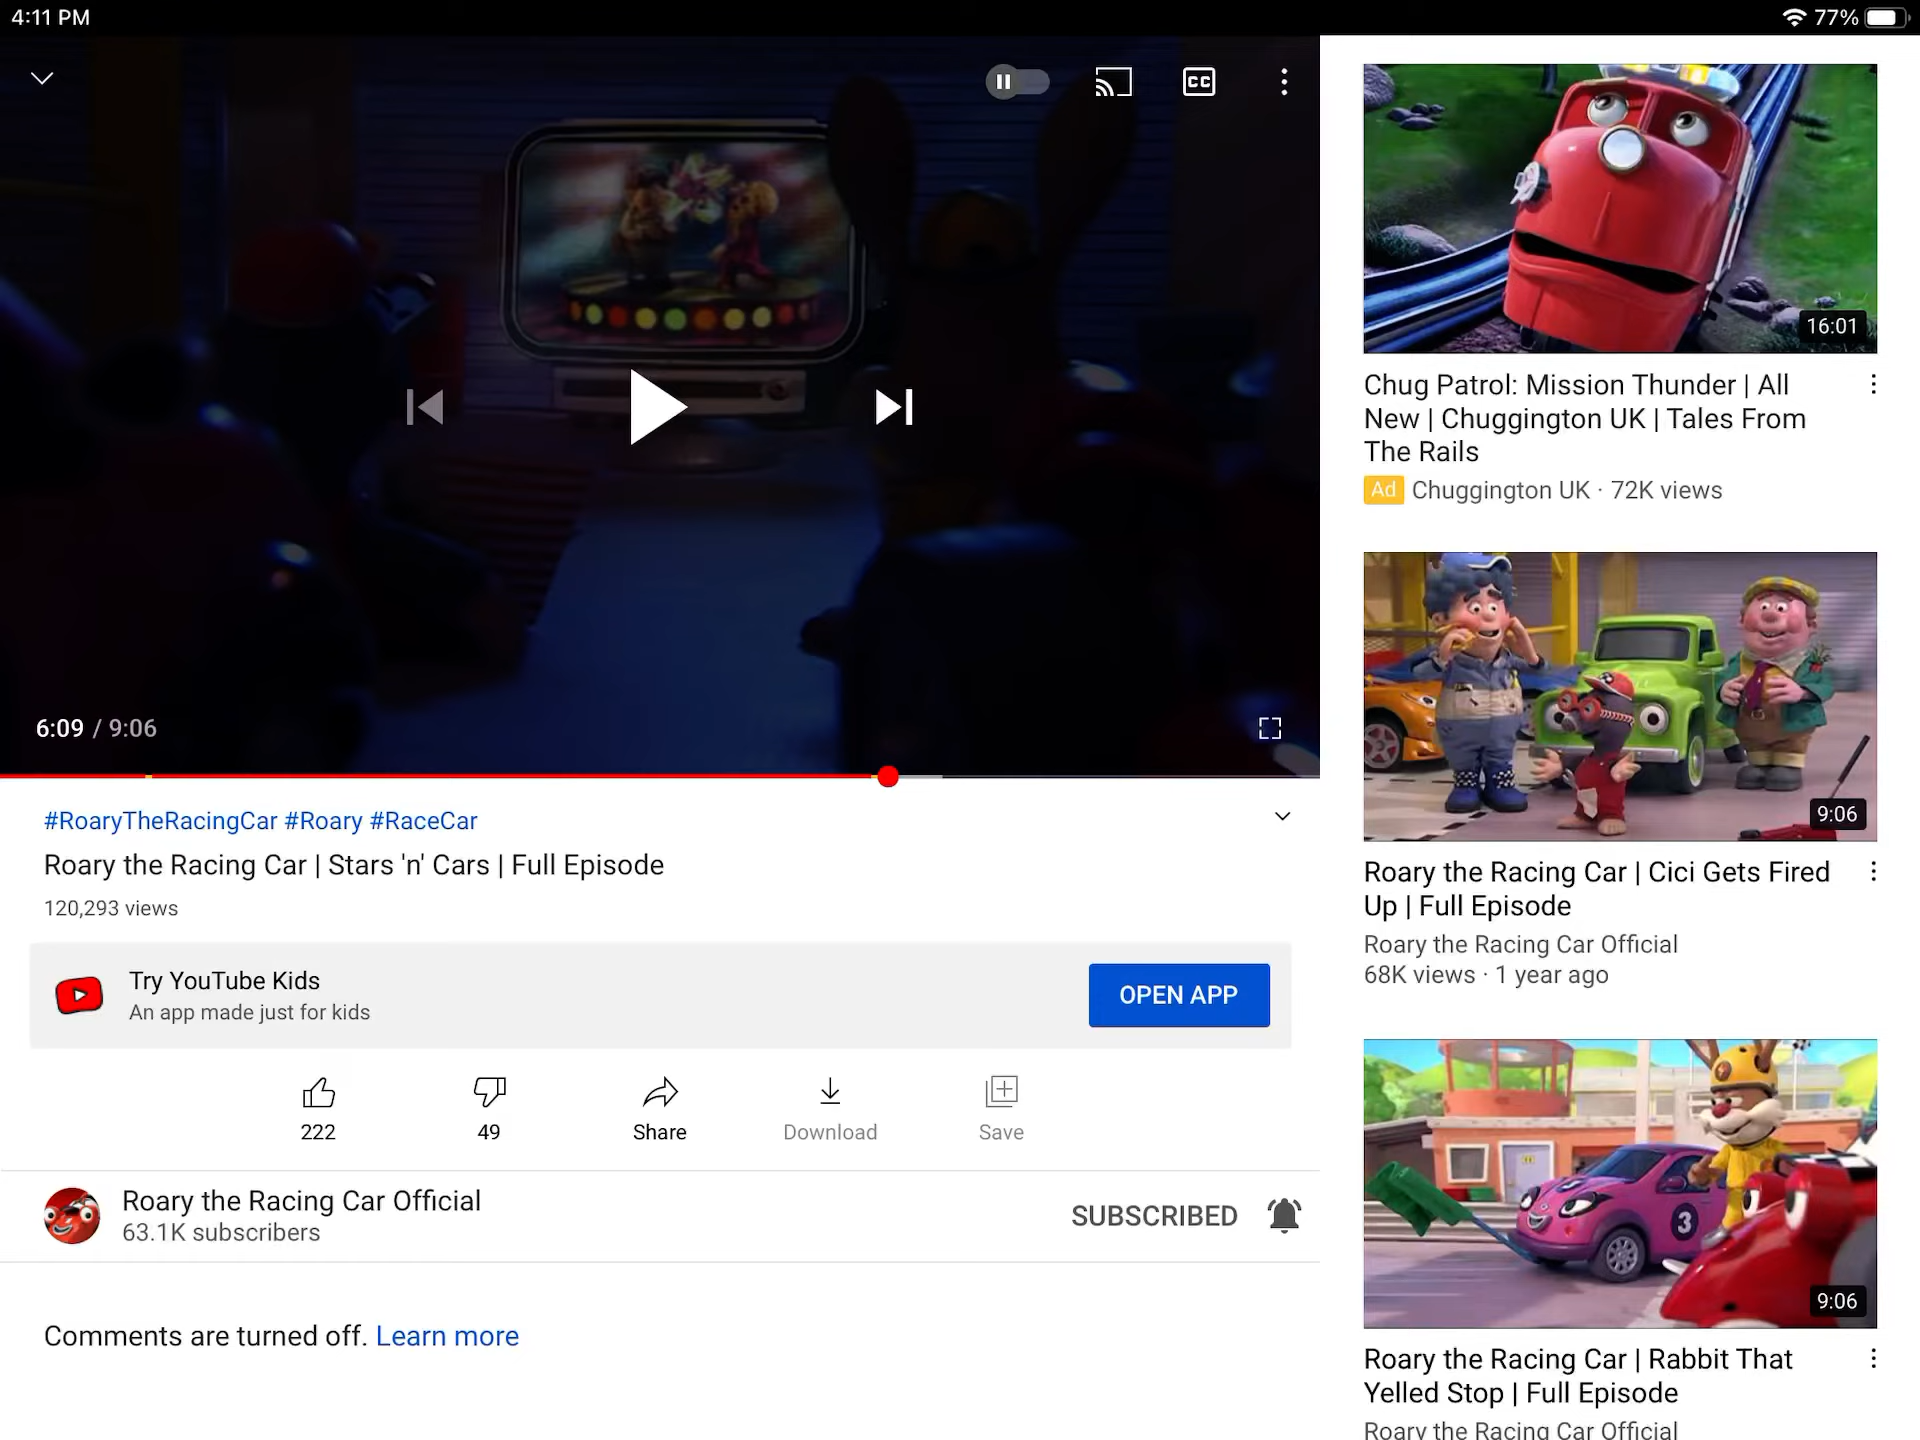 4:11 PM
77%
CC
6:09 / 9:06
#RoaryTheRacingCar #Roary #RaceCar
Roary the Racing Car | Stars 'n' Cars | Full Episode
120,293 views
Try YouTube Kids
An app made just for kids
OPEN APP
222
49
Share
Download
Save
Roary the Racing Car Official
63.1K subscribers
SUBSCRIBED
Comments are turned off. Learn more
16:01
Chug Patrol: Mission Thunder | All
New | Chuggington UK | Tales From
The Rails
Ad Chuggington UK · 72K views
9:06
Roary the Racing Car | Cici Gets Fired
Up | Full Episode
Roary the Racing Car Official
68K views · 1 year ago
3
9:06
Roary the Racing Car | Rabbit That
Yelled Stop | Full Episode
Roary the Racing Car Official